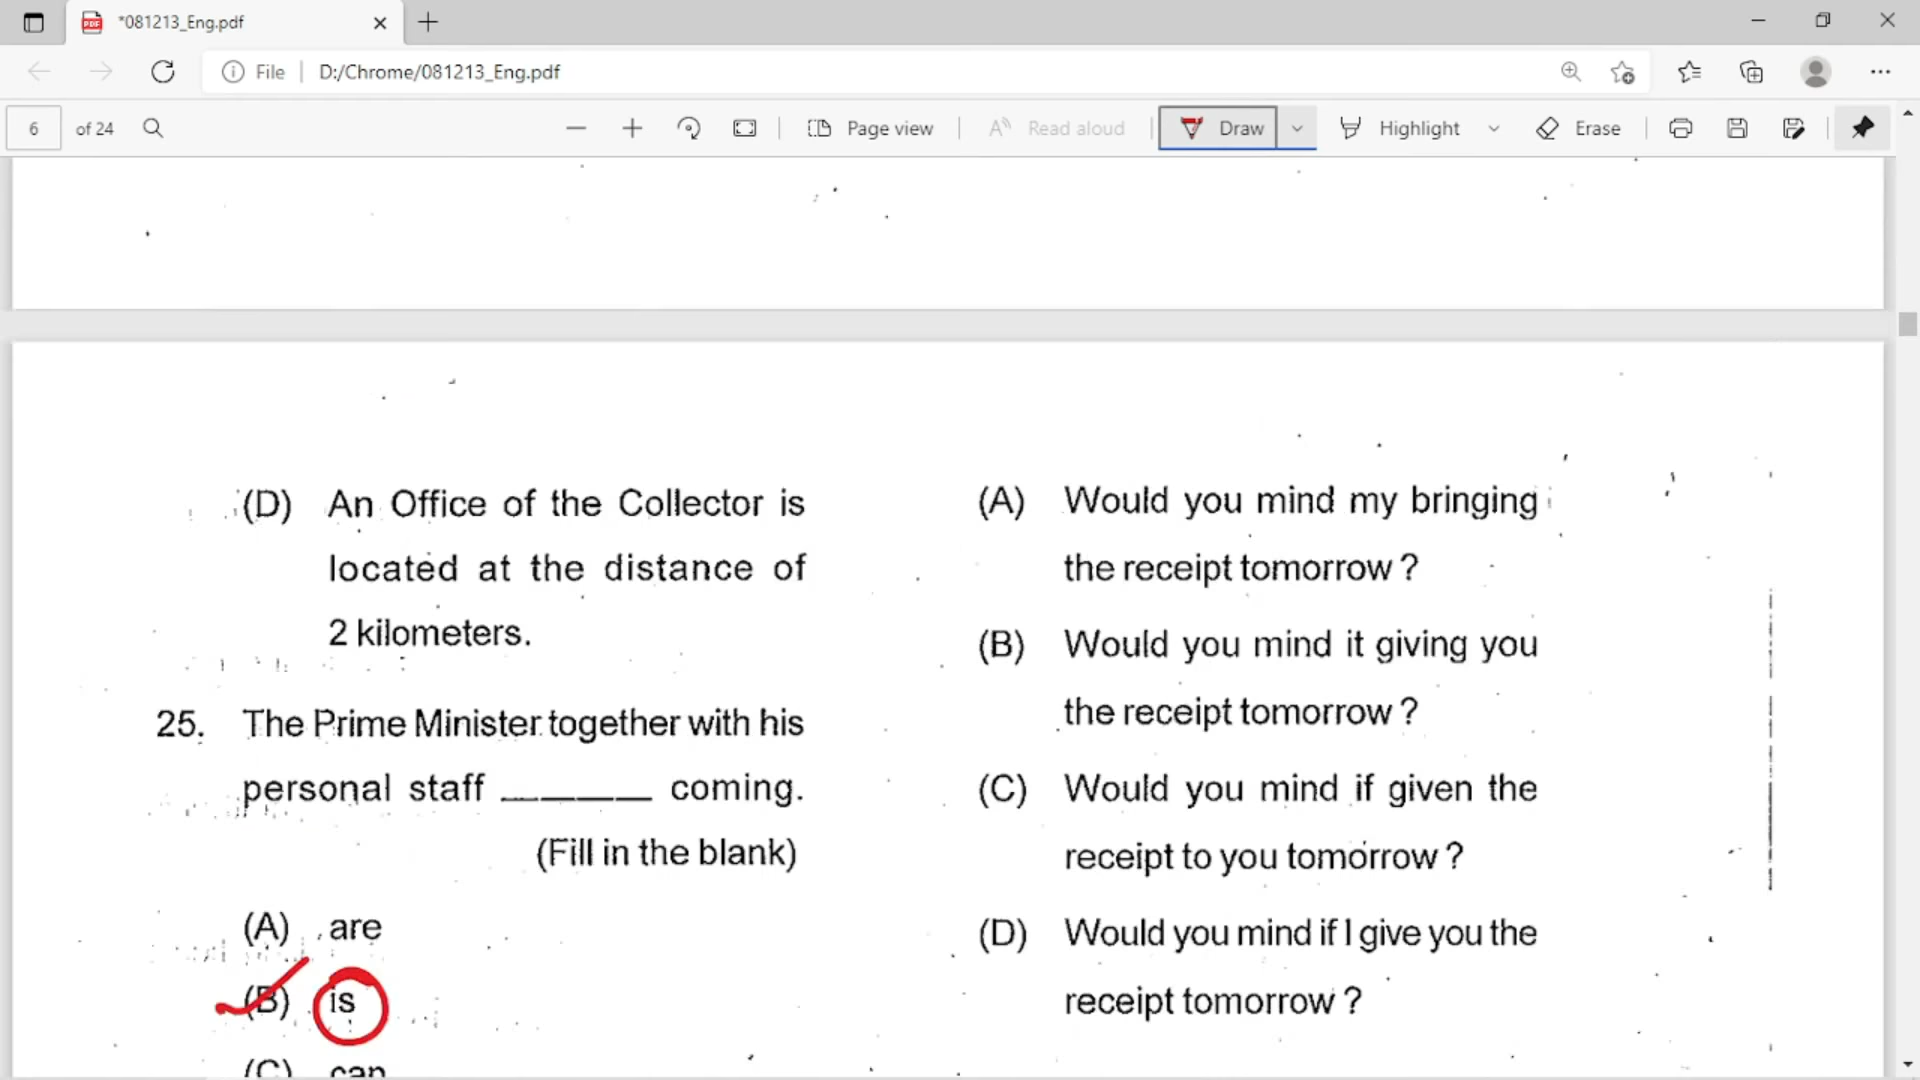 *081213_Eng.pdf
File D:/Chrome/081213_Eng.pdf
6 of 24 Page view Read aloud Draw Highlight Erase
(D) An Office of the Collector is
located at the distance of
2 kilometers.
25. The Prime Minister together with his
personal staff ________ coming.
(Fill in the blank)
(A) are
(B) is
(C) can
(A) Would you mind my bringing
the receipt tomorrow ?
(B) Would you mind it giving you
the receipt tomorrow ?
(C) Would you mind if given the
receipt to you tomorrow ?
(D) Would you mind if I give you the
receipt tomorrow ?